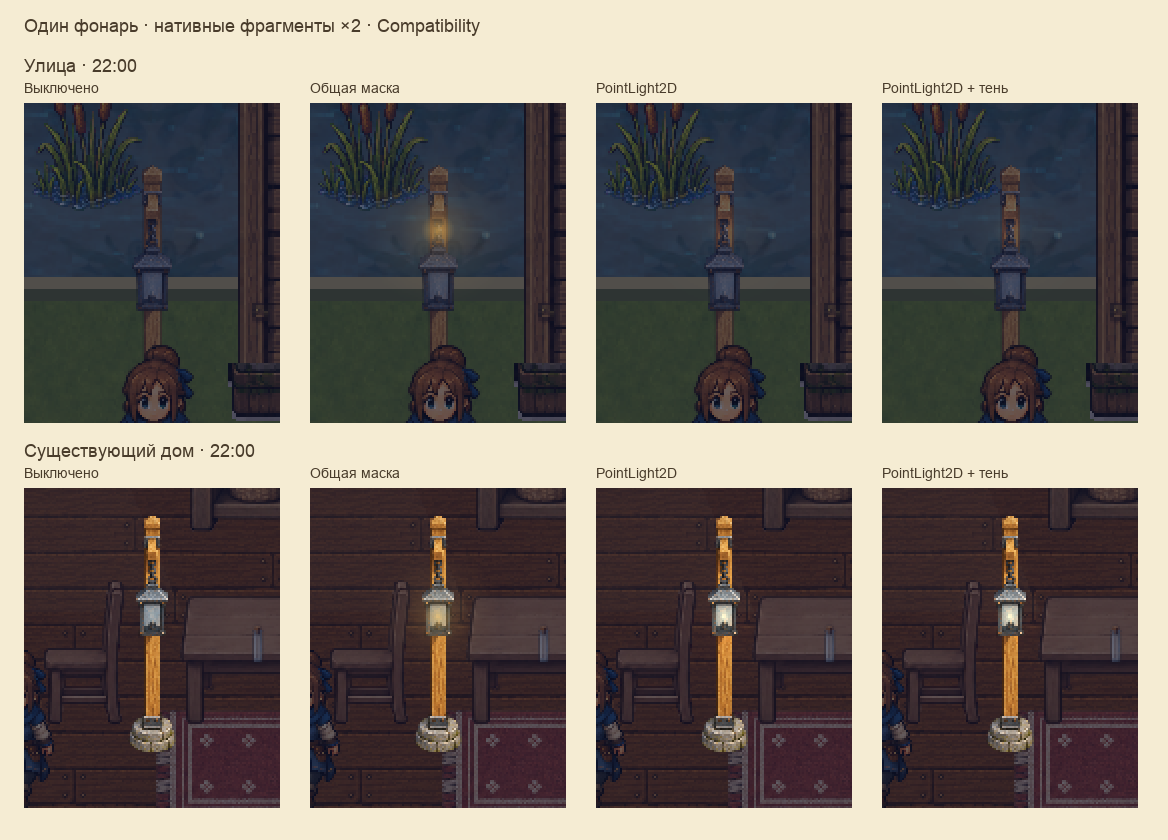 Один фонарь · нативные фрагменты ×2 · Compatibility
Улица · 22:00
Выключено
Общая маска
PointLight2D
PointLight2D + тень
Существующий дом · 22:00
Выключено
Общая маска
PointLight2D
PointLight2D + тень